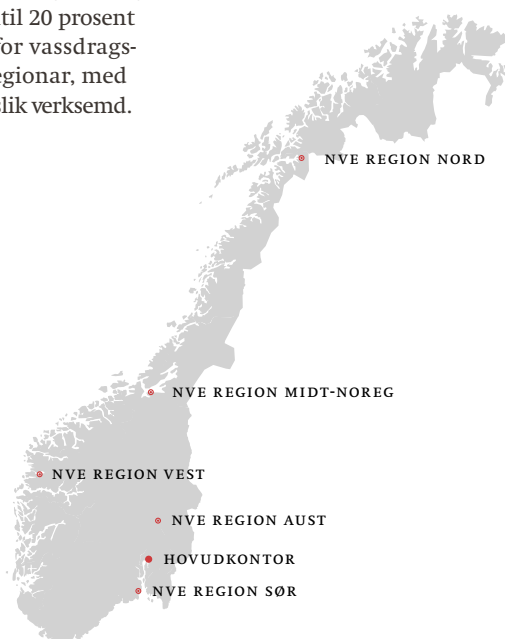 til 20 prosent
for vassdrags-
egionar, med
slik verksemd.
NVE REGION NORD
NVE REGION MIDT-NOREG
NVE REGION VEST
NVE REGION AUST
HOVUDKONTOR
NVE REGION SØR